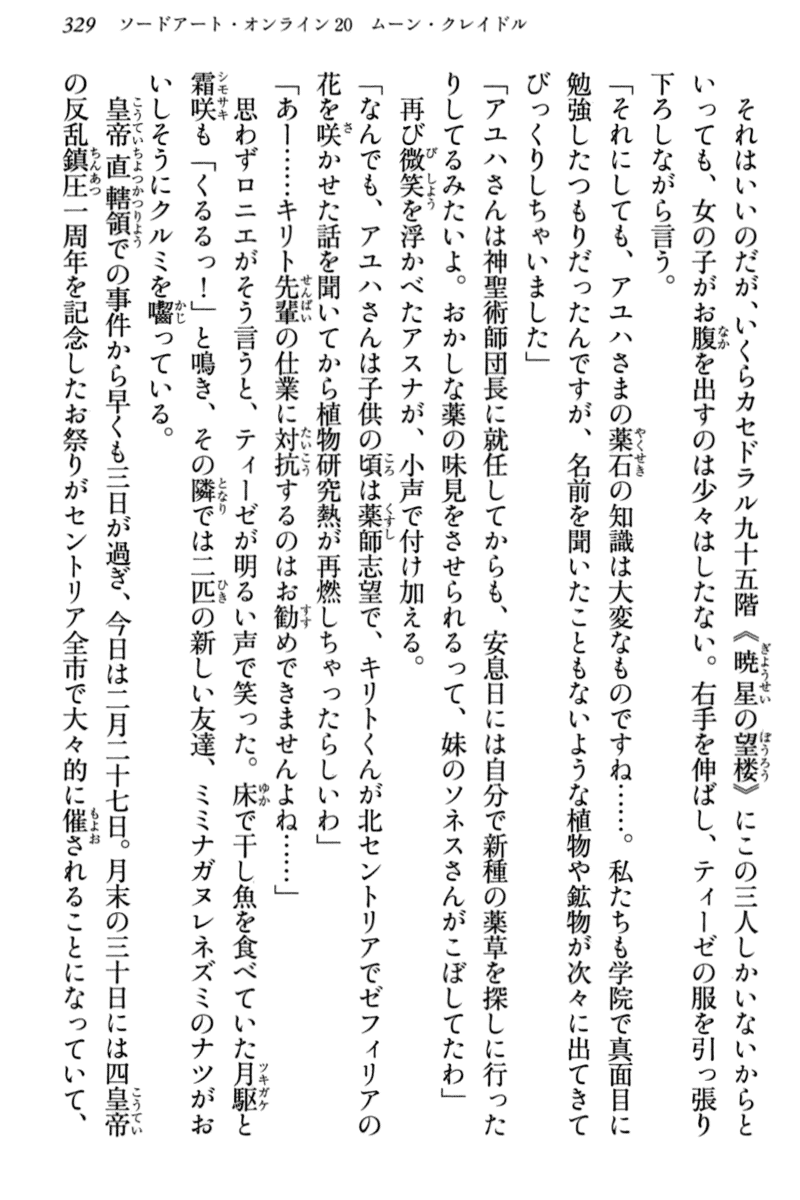 329 ソードアート・オンライン20 ムーン・クレイドル
それはいいのだが、いくらカセドラル九十五階《暁星の望楼》にこの三人しかいないからと
いっても、女の子がお腹を出すのは少々はしたない。右手を伸ばし、ティーゼの服を引っ張り
下ろしながら言う。
「それにしても、アユハさまの薬石の知識は大変なものですね……。私たちも学院で真面目に
勉強したつもりだったんですが、名前を聞いたこともないような植物や鉱物が次々に出てきて
びっくりしちゃいました」
「アユハさんは神聖術師団長に就任してからも、安息日には自分で新種の薬草を探しに行った
りしてるみたいよ。おかしな薬の味見をさせられるって、妹のソネスさんがこぼしてたわ」
再び微笑を浮かべたアスナが、小声で付け加える。
「なんでも、アユハさんは子供の頃は薬師志望で、キリトくんが北セントリアでゼフィリアの
花を咲かせた話を聞いてから植物研究熱が再燃しちゃったらしいわ」
「あー……キリト先輩の仕業に対抗するのはお勧めできませんよね……」
思わずロニエがそう言うと、ティーゼが明るい声で笑った。床で干し魚を食べていた月駆と
霜咲も「くるるっ！」と鳴き、その隣では二匹の新しい友達、ミミナガヌレネズミのナツがお
いしそうにクルミを囓っている。
皇帝直轄領での事件から早くも三日が過ぎ、今日は二月二十七日。月末の三十日には四皇帝
の反乱鎮圧一周年を記念したお祭りがセントリア全市で大々的に催されることになっていて、